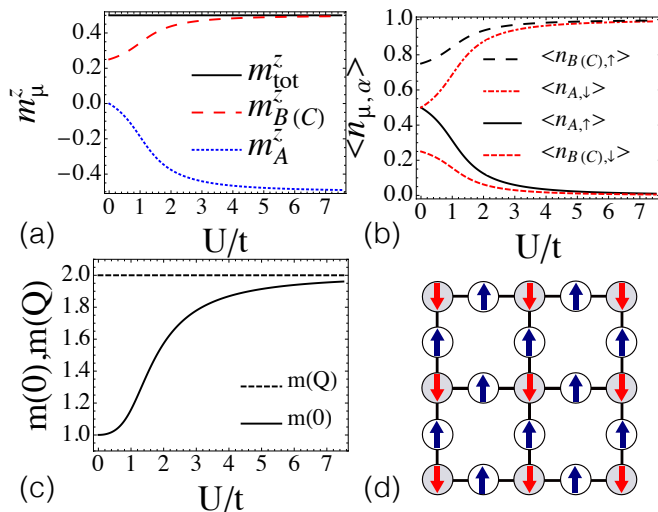 m^z_μ
0.4
0.2
0.0
−0.2
−0.4
m^z_tot
m^z_B(C)
m^z_A
0 1 2 3 4 5 6 7
U/t
(a)
<n_μ,α>
1.0
0.8
0.6
0.4
0.2
0.0
<n_B(C),↑>
<n_A,↓>
<n_A,↑>
<n_B(C),↓>
0 1 2 3 4 5 6 7
U/t
(b)
m(0),m(Q)
2.0
1.8
1.6
1.4
1.2
1.0
m(Q)
m(0)
0 1 2 3 4 5 6 7
U/t
(c)
(d)